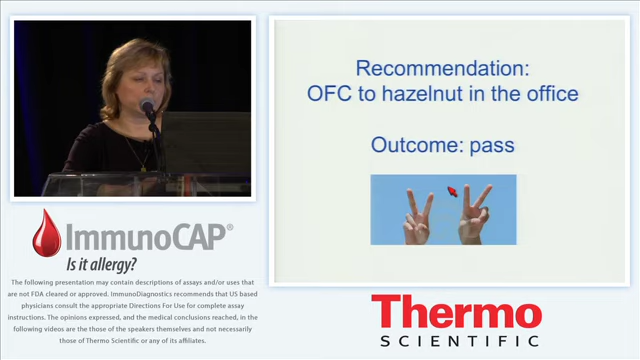 Recommendation:
OFC to hazelnut in the office
Outcome: pass
ImmunoCAP®
Is it allergy?
The following presentation may contain descriptions of assays and/or uses that
are not FDA cleared or approved. ImmunoDiagnostics recommends that US based
physicians consult the appropriate Directions For Use for complete assay
instructions. The opinions expressed, and the medical conclusions reached, in the
following videos are those of the speakers themselves and not necessarily
those of Thermo Scientific or any of its affiliates.
Thermo
SCIENTIFIC